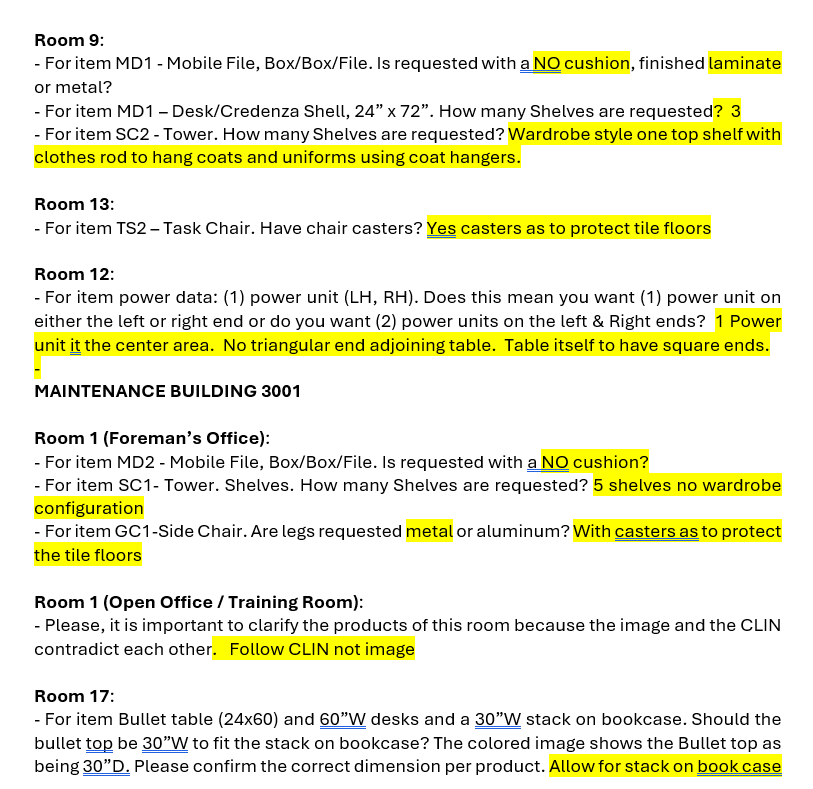 Room 9:
- For item MD1 - Mobile File, Box/Box/File. Is requested with a NO cushion, finished laminate
or metal?
- For item MD1 – Desk/Credenza Shell, 24” x 72”. How many Shelves are requested? 3
- For item SC2 - Tower. How many Shelves are requested? Wardrobe style one top shelf with
clothes rod to hang coats and uniforms using coat hangers.
Room 13:
- For item TS2 – Task Chair. Have chair casters? Yes casters as to protect tile floors
Room 12:
- For item power data: (1) power unit (LH, RH). Does this mean you want (1) power unit on
either the left or right end or do you want (2) power units on the left & Right ends? 1 Power
unit it the center area. No triangular end adjoining table. Table itself to have square ends.
-
MAINTENANCE BUILDING 3001
Room 1 (Foreman’s Office):
- For item MD2 - Mobile File, Box/Box/File. Is requested with a NO cushion?
- For item SC1- Tower. Shelves. How many Shelves are requested? 5 shelves no wardrobe
configuration
- For item GC1-Side Chair. Are legs requested metal or aluminum? With casters as to protect
the tile floors
Room 1 (Open Office / Training Room):
- Please, it is important to clarify the products of this room because the image and the CLIN
contradict each other. Follow CLIN not image
Room 17:
- For item Bullet table (24x60) and 60”W desks and a 30”W stack on bookcase. Should the
bullet top be 30”W to fit the stack on bookcase? The colored image shows the Bullet top as
being 30”D. Please confirm the correct dimension per product. Allow for stack on book case